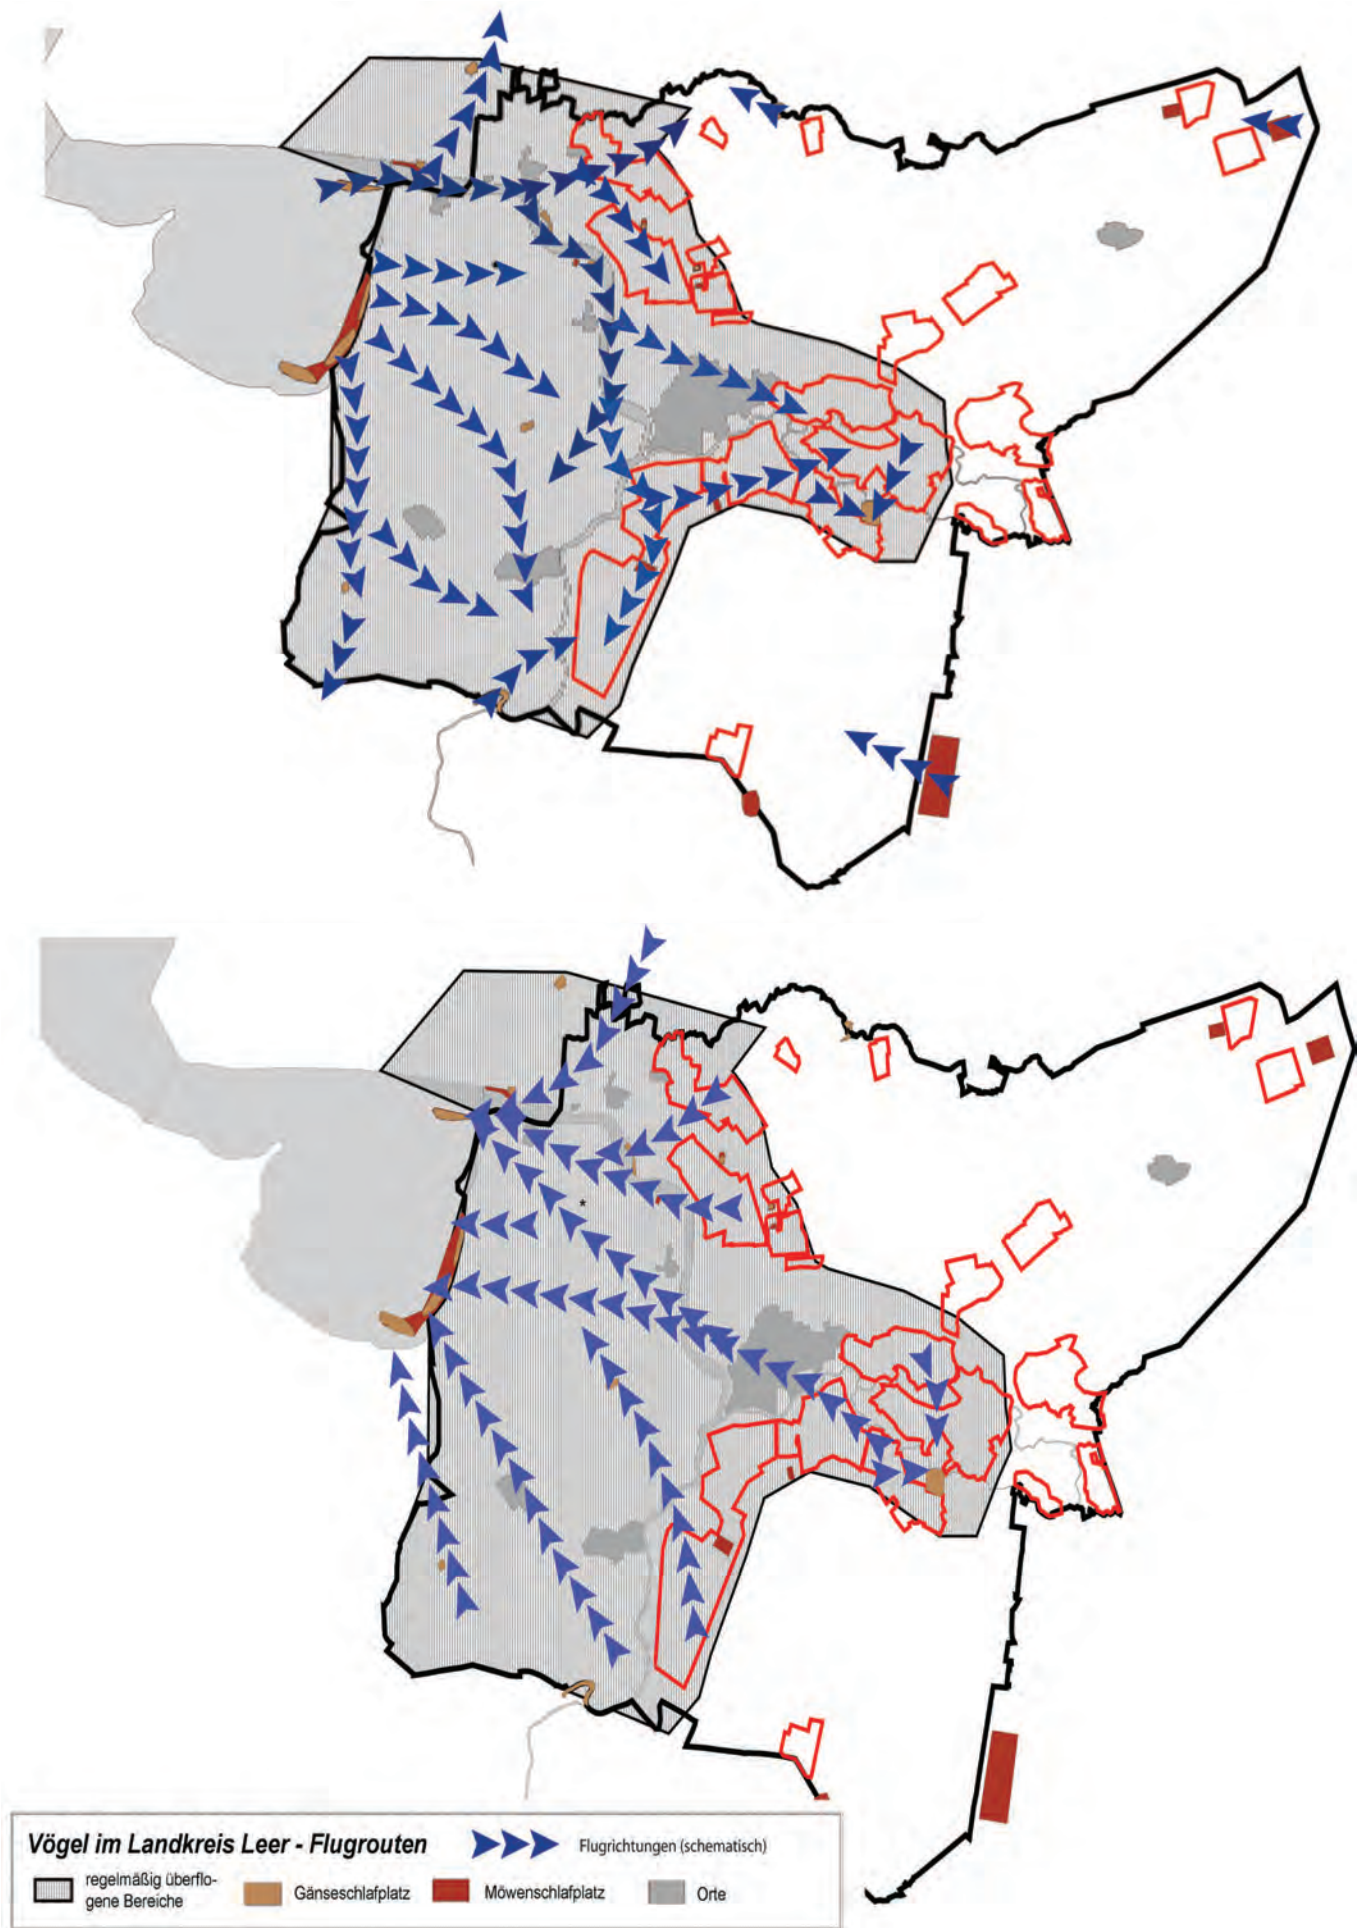 Vögel im Landkreis Leer - Flugrouten
Flugrichtungen (schematisch)
regelmäßig überflo-
gene Bereiche
Gänseschlafplatz
Möwenschlafplatz
Orte